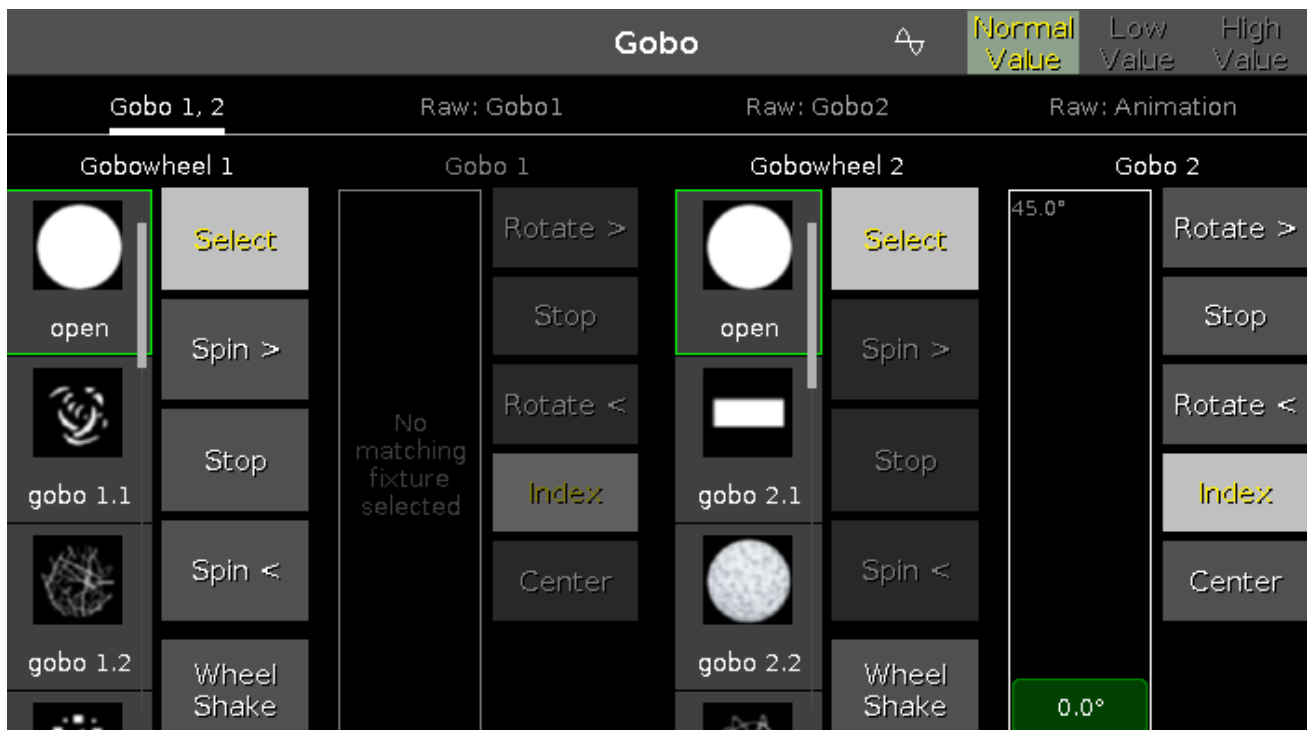 Gobo
Normal Value
Low Value
High Value
Gobo 1, 2
Raw: Gobo1
Raw: Gobo2
Raw: Animation
Gobowheel 1
Gobo 1
Gobowheel 2
Gobo 2
open
gobo 1.1
gobo 1.2
Select
Spin >
Stop
Spin <
Wheel
Shake
No
matching
fixture
selected
Rotate >
Stop
Rotate <
Index
Center
open
gobo 2.1
gobo 2.2
Select
Spin >
Stop
Spin <
Wheel
Shake
45.0°
0.0°
Rotate >
Stop
Rotate <
Index
Center